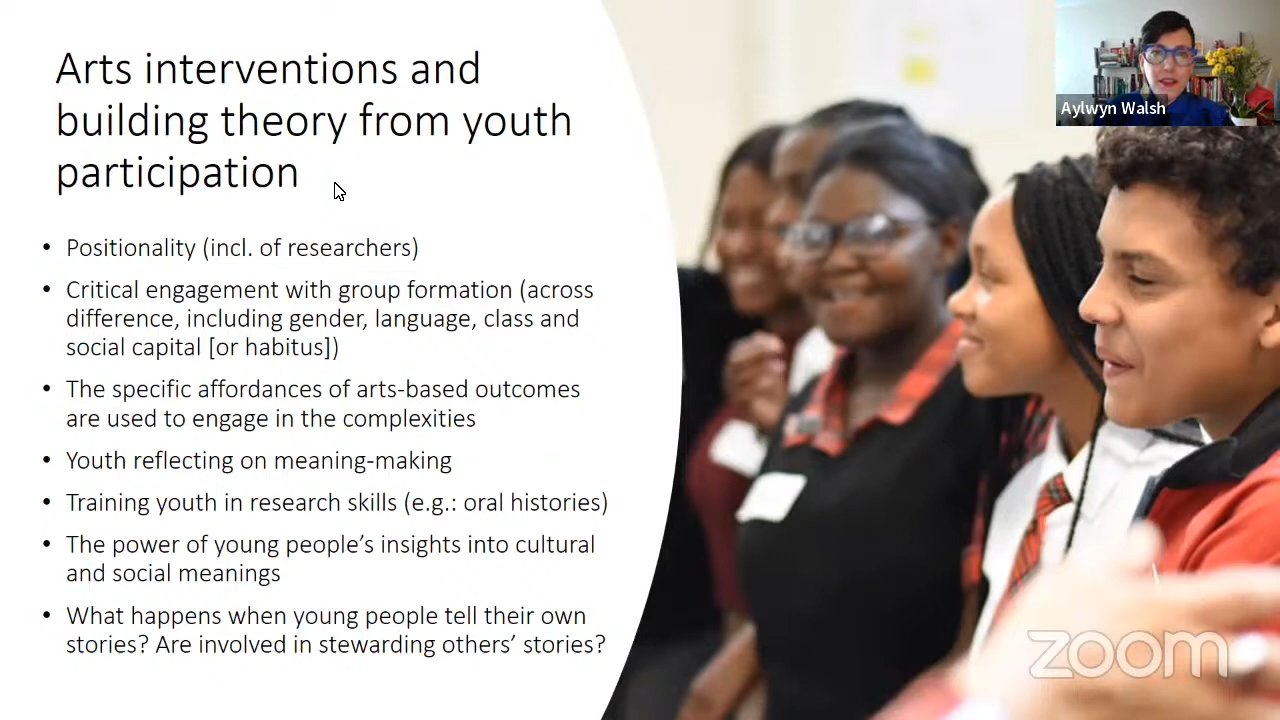 Arts interventions and
building theory from youth
participation
• Positionality (incl. of researchers)
• Critical engagement with group formation (across
difference, including gender, language, class and
social capital [or habitus])
• The specific affordances of arts-based outcomes
are used to engage in the complexities
• Youth reflecting on meaning-making
• Training youth in research skills (e.g.: oral histories)
• The power of young people’s insights into cultural
and social meanings
• What happens when young people tell their own
stories? Are involved in stewarding others’ stories?
Aylwyn Walsh
zoom